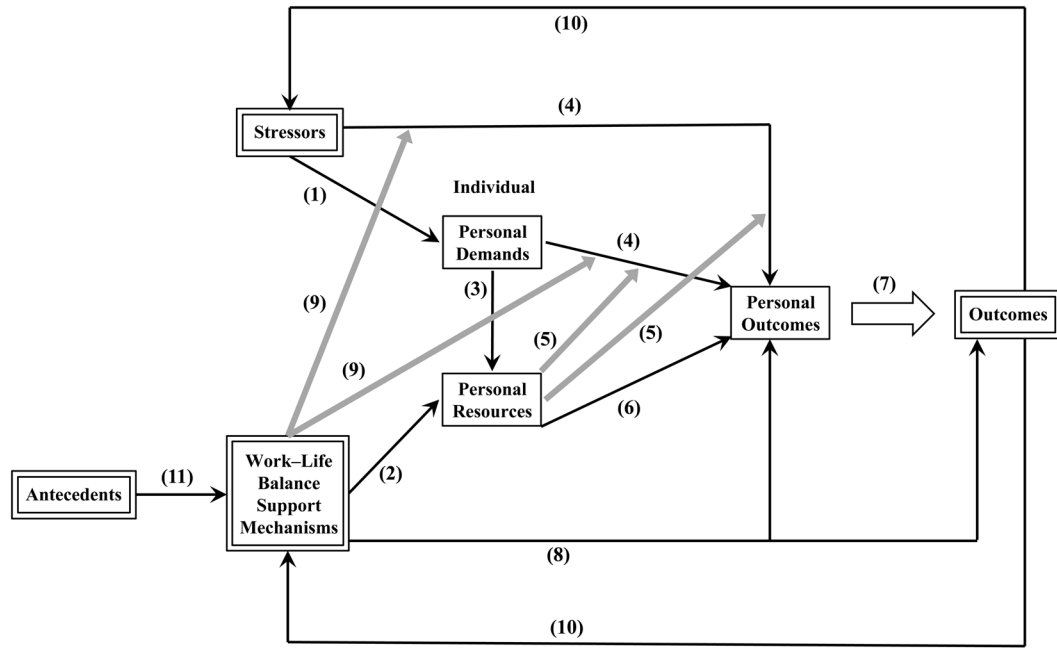 (10)
(4)
Stressors
(1)
Individual
Personal
Demands
(4)
(3)
(9)
(7)
Personal
Outcomes
Outcomes
(5)
(5)
(9)
Personal
Resources
(6)
Work–Life
Balance
Support
Mechanisms
(2)
(11)
Antecedents
(8)
(10)